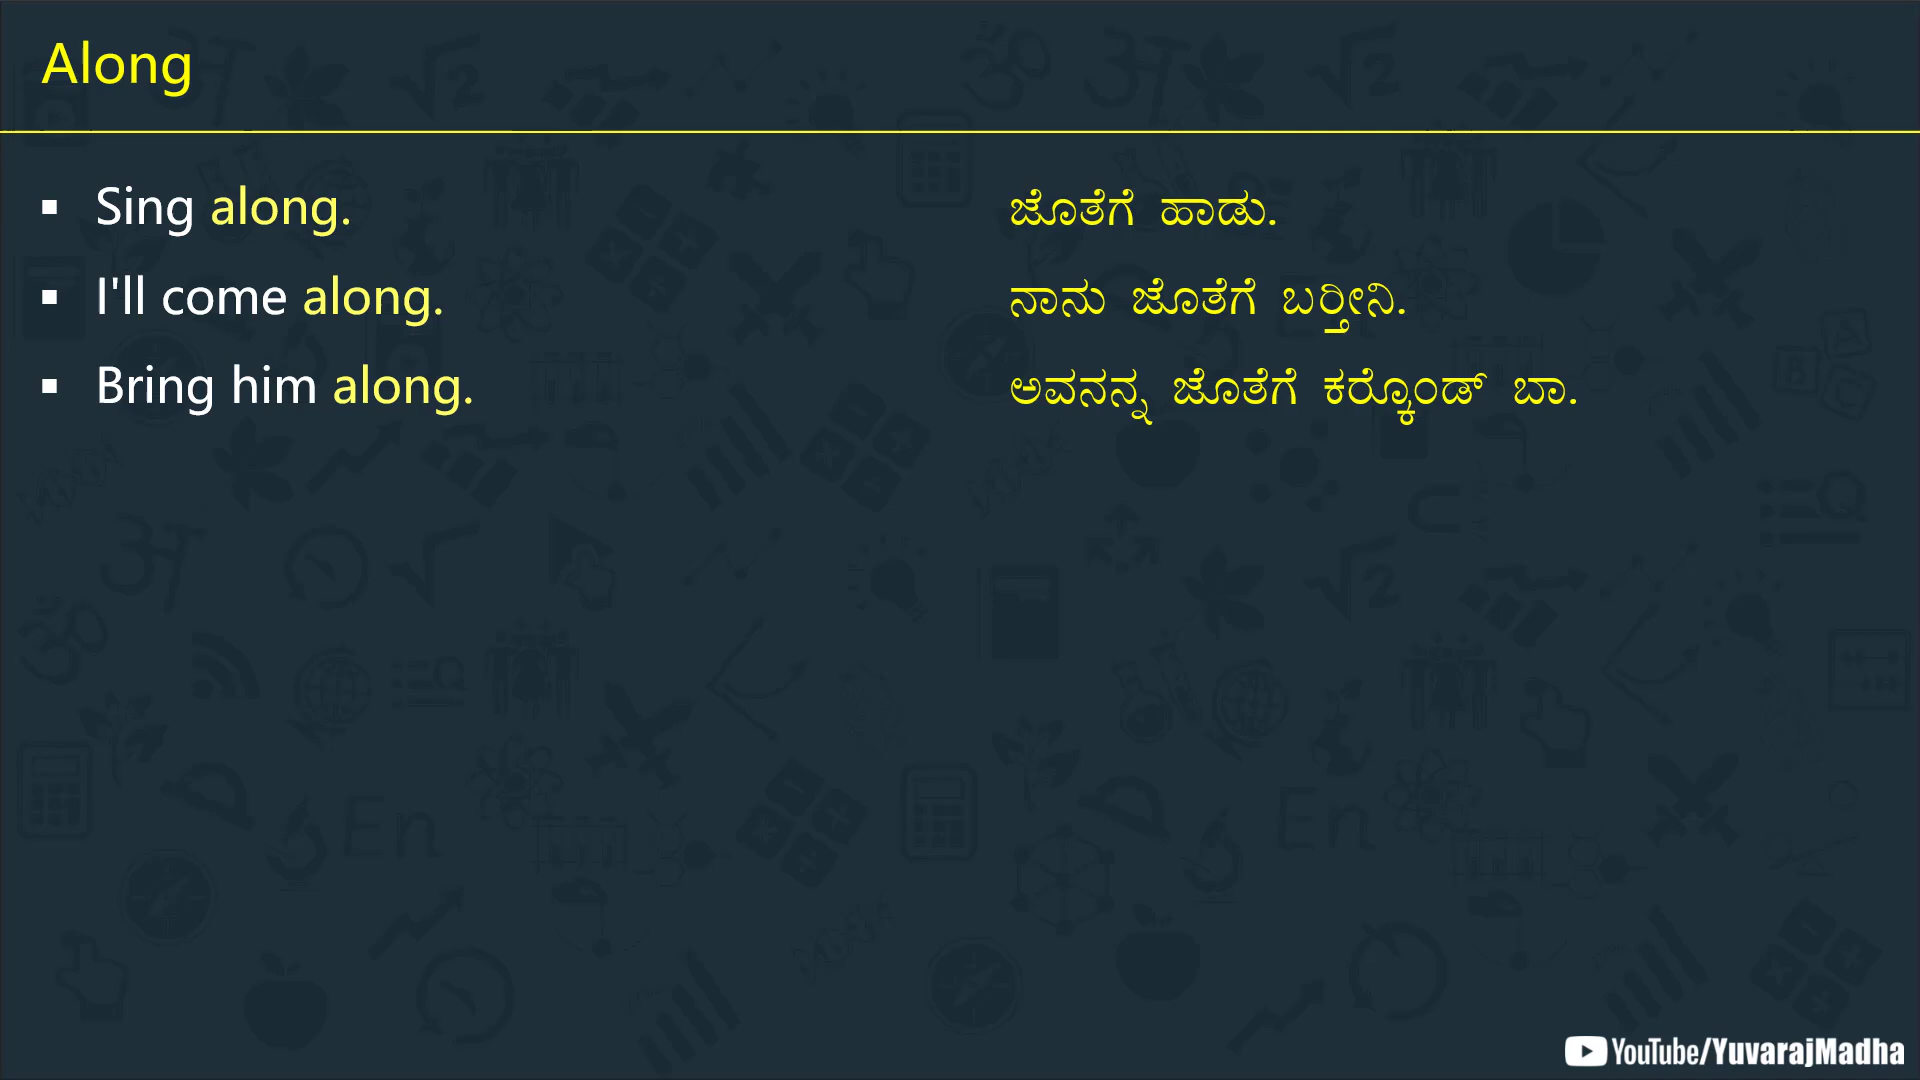 Along
▪ Sing along. ಜೊತೆಗೆ ಹಾಡು.
▪ I'll come along. ನಾನು ಜೊತೆಗೆ ಬರ‍್ತೀನಿ.
▪ Bring him along. ಅವನನ್ನ ಜೊತೆಗೆ ಕರ‍್ಕೊಂಡ್ ಬಾ.
YouTube/YuvarajMadha